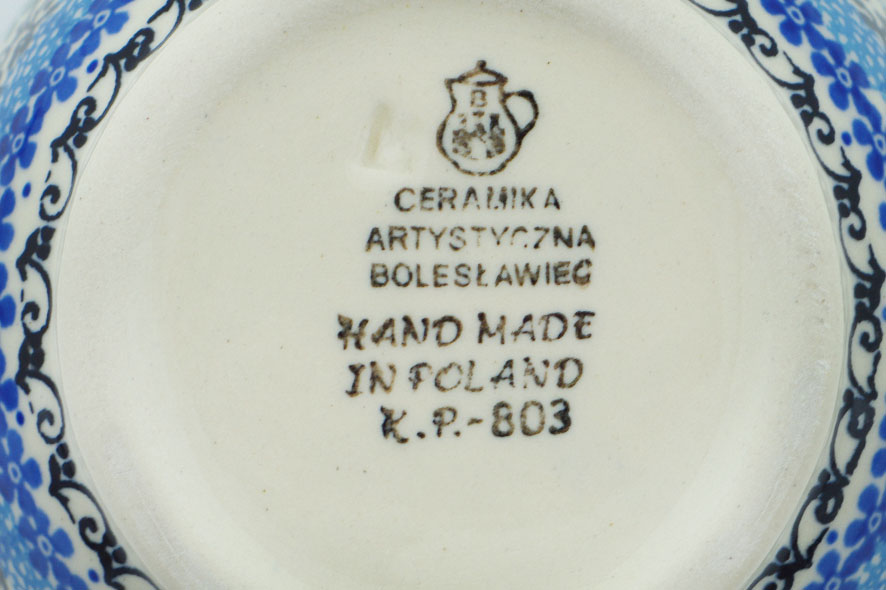 B
CERAMIKA
ARTYSTYCZNA
BOLESŁAWIEC
HAND MADE
IN POLAND
K.P.-803